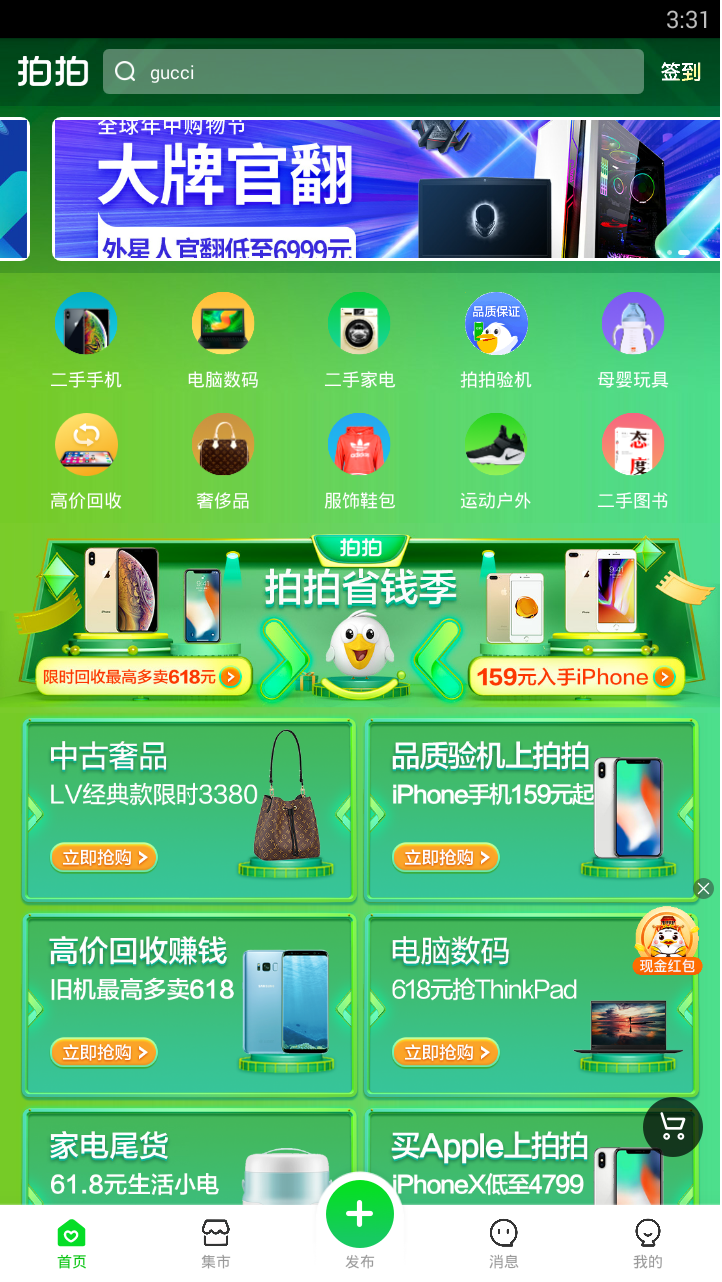 3:31
拍拍
gucci
签到
全球年中购物节
大牌官翻
外星人官翻低至6999元
品质保证
二手手机
电脑数码
二手家电
拍拍验机
母婴玩具
态度
高价回收
奢侈品
服饰鞋包
运动户外
二手图书
拍拍
拍拍省钱季
限时回收最高多卖618元
159元入手iPhone
中古奢品
LV经典款限时3380
立即抢购
品质验机上拍拍
iPhone手机159元起
立即抢购
高价回收赚钱
旧机最高多卖618
立即抢购
电脑数码
618元抢ThinkPad
立即抢购
现金红包
家电尾货
61.8元生活小电
买Apple上拍拍
iPhoneX低至4799
首页
集市
发布
消息
我的